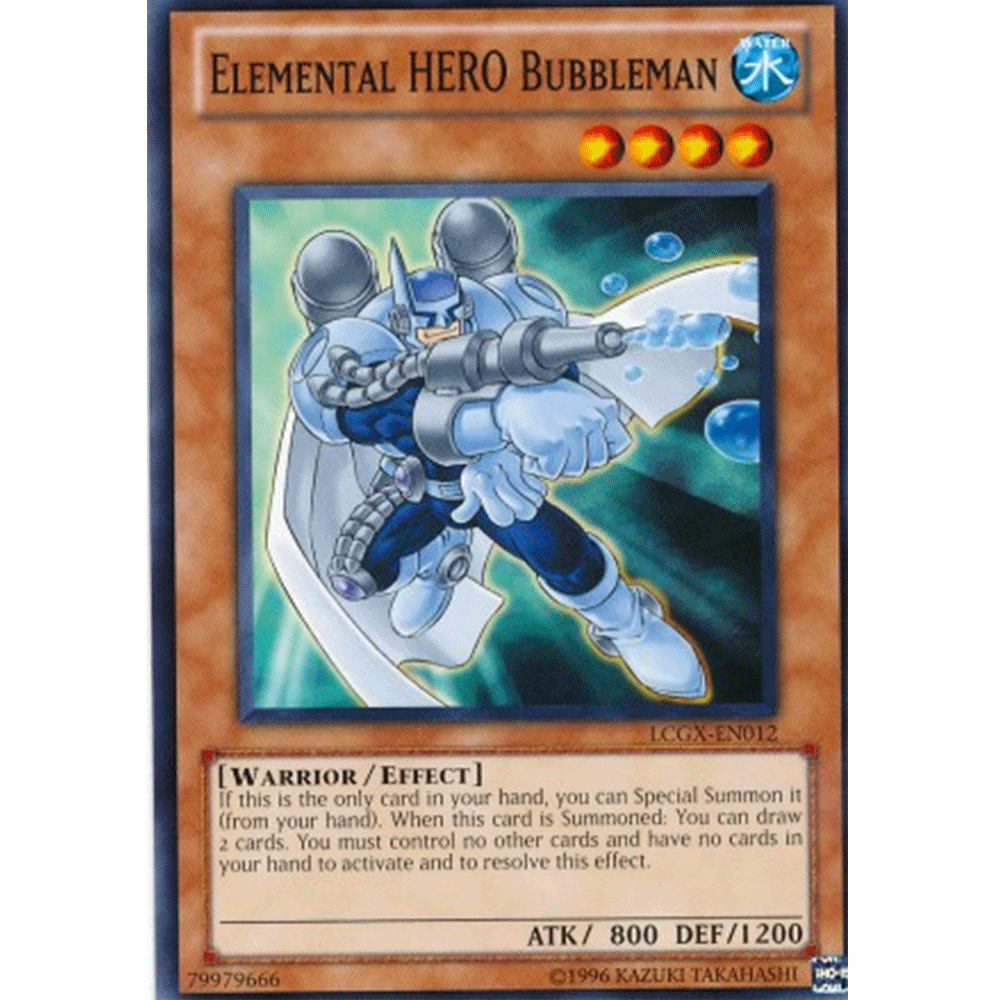 ELEMENTAL HERO BUBBLEMAN
WATER
水
LCGX-EN012
[WARRIOR/EFFECT]
If this is the only card in your hand, you can Special Summon it
(from your hand). When this card is Summoned: You can draw
2 cards. You must control no other cards and have no cards in
your hand to activate and to resolve this effect.
ATK/ 800 DEF/1200
79979666
©1996 KAZUKI TAKAHASHI